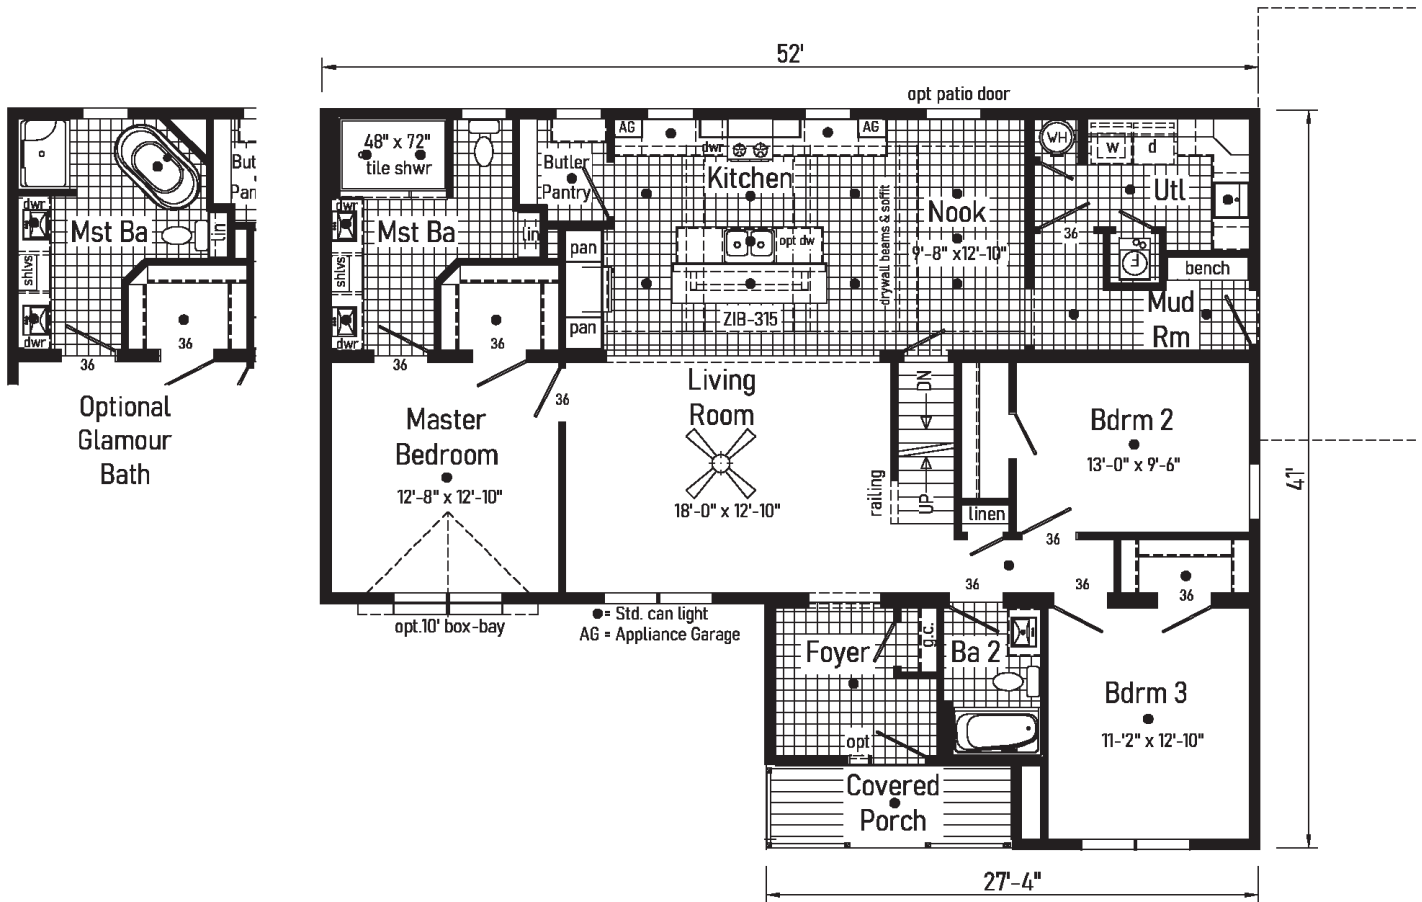 52'
opt patio door
48" x 72"
tile shwr
AG
AG
WH
w
d
dwr
Butler
Pantry
Kitchen
Utl
But
Pan
dwr
Mst Ba
lin
dwr
Mst Ba
lin
Nook
9'-8" x12'-10"
drywall beams & soffit
36
pan
opt dw
bench
shlvs
shlvs
ZIB-315
Mud
Rm
pan
dwr
36
36
dwr
36
36
Optional
Glamour
Bath
Master
Bedroom
12'-8" x 12'-10"
36
Living
Room
18'-0" x 12'-10"
DN
UP
railing
Bdrm 2
13'-0" x 9'-6"
linen
36
41'
36
36
36
opt.10' box-bay
= Std. can light
AG = Appliance Garage
Foyer
g.c.
Ba 2
Bdrm 3
11-'2" x 12'-10"
opt
Covered
Porch
27'-4"